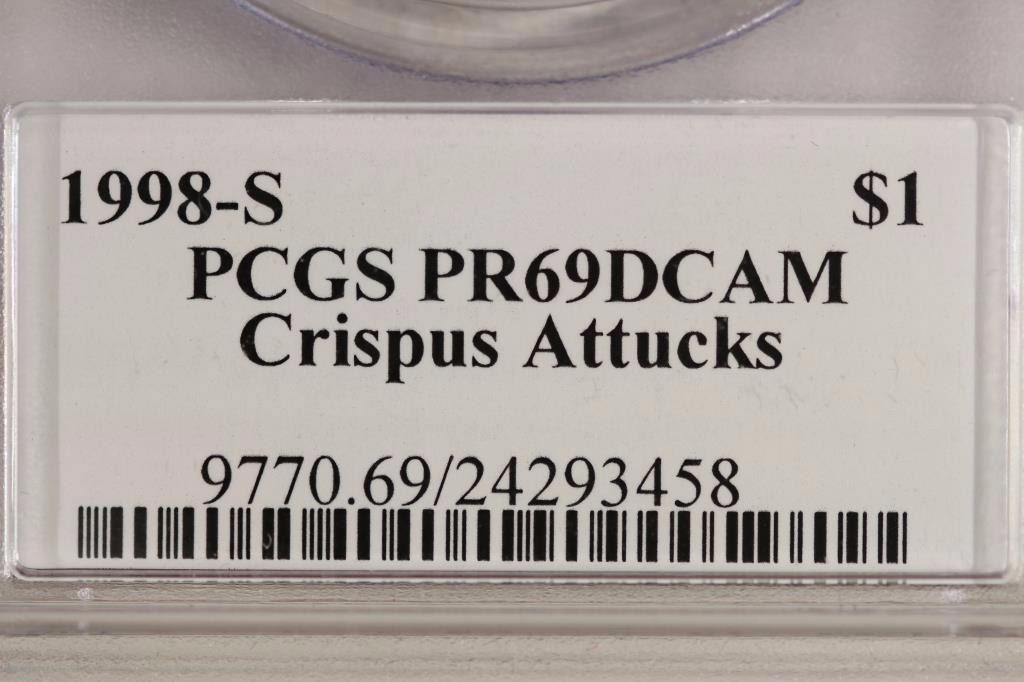 1998-S $1
PCGS PR69DCAM
Crispus Attucks
9770.69/24293458